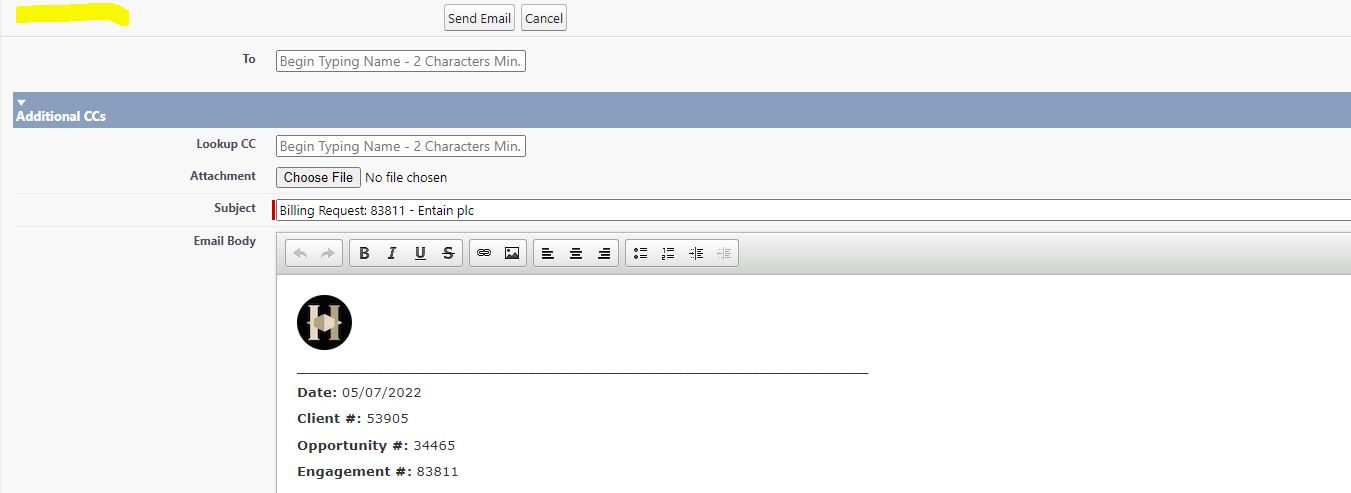 Send Email Cancel
To Begin Typing Name - 2 Characters Min.
Additional CCs
Lookup CC Begin Typing Name - 2 Characters Min.
Attachment Choose File No file chosen
Subject Billing Request: 83811 - Entain plc
Email Body B I U S
H
Date: 05/07/2022
Client #: 53905
Opportunity #: 34465
Engagement #: 83811